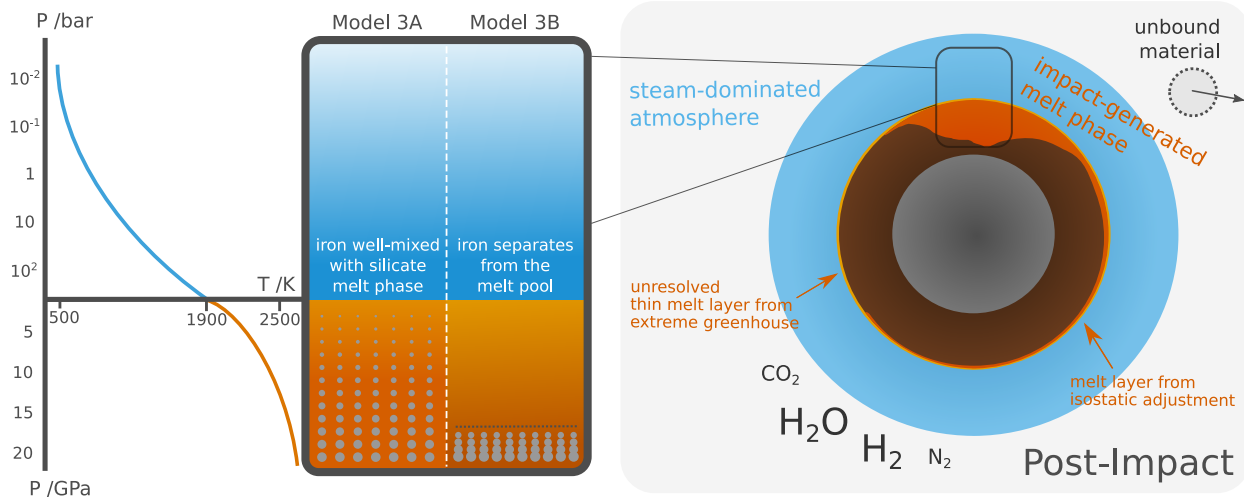 P /bar
10⁻²
10⁻¹
1
10
10²
T /K
500
1900
2500
5
10
15
20
P /GPa
Model 3A
Model 3B
iron well-mixed
with silicate
melt phase
iron separates
from the
melt pool
steam-dominated
atmosphere
impact-generated
melt phase
unbound
material
unresolved
thin melt layer from
extreme greenhouse
melt layer from
isostatic adjustment
CO₂
H₂O
H₂
N₂
Post-Impact